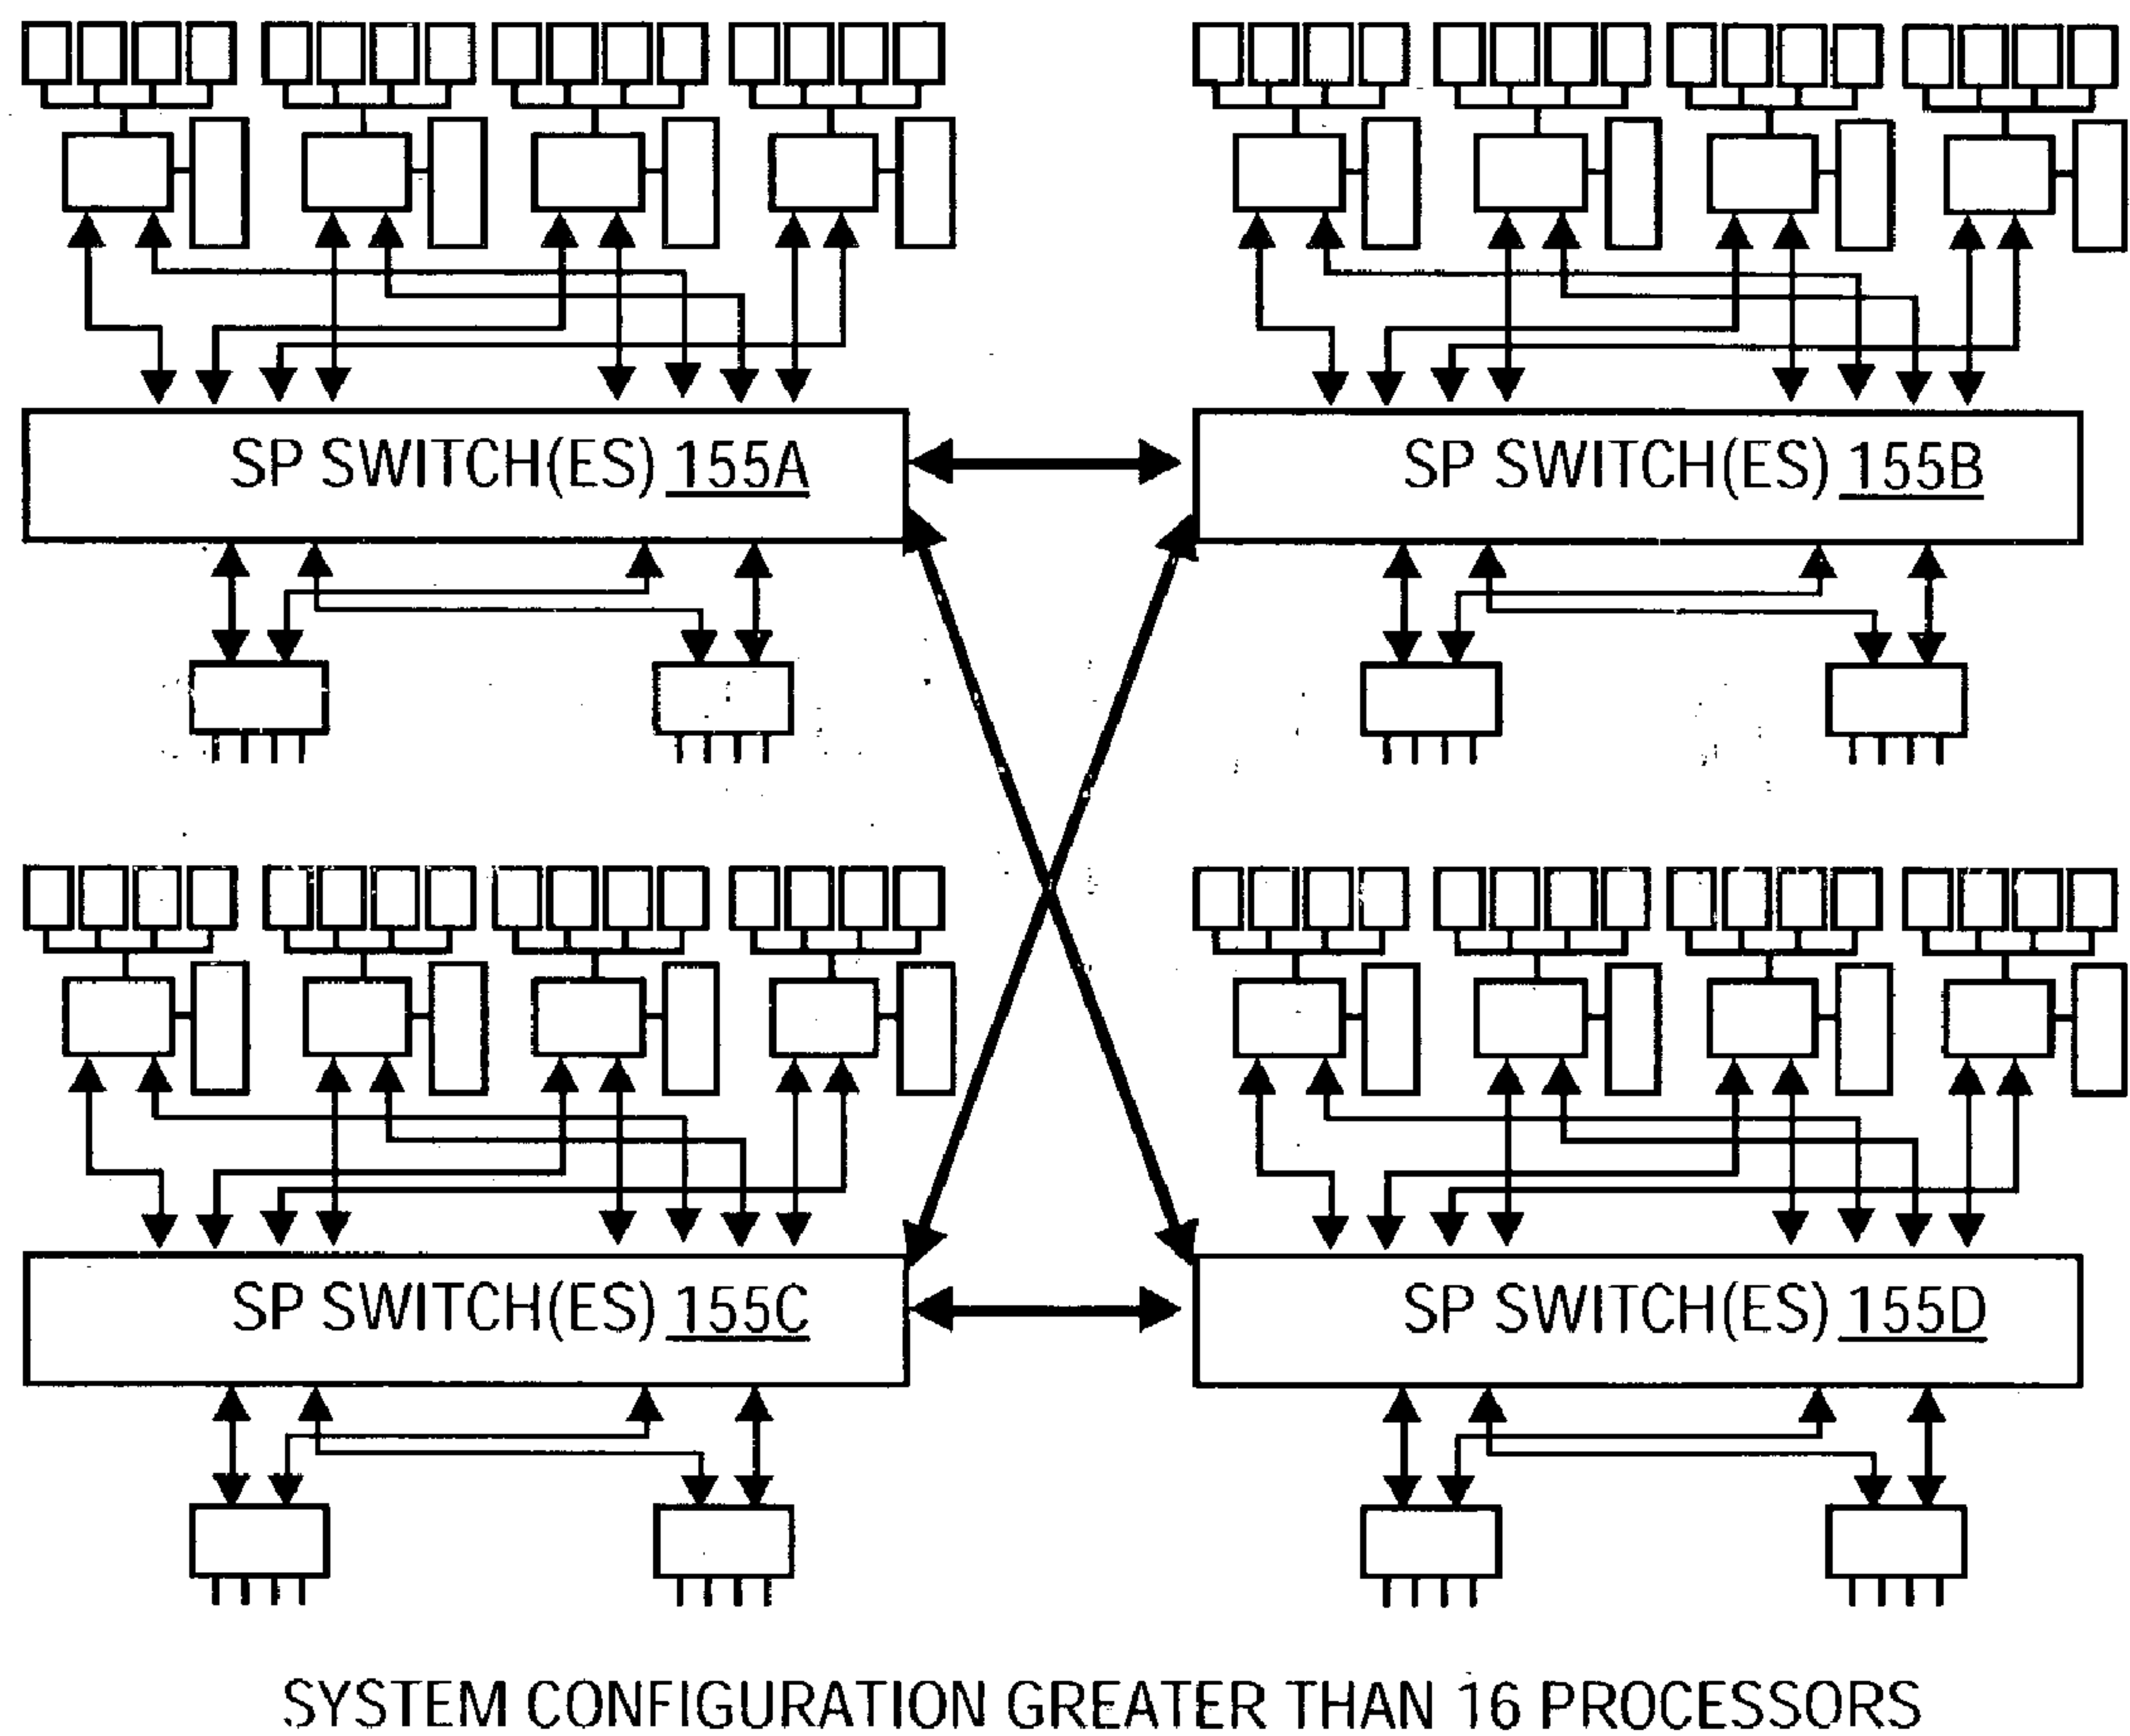 SP SWITCH(ES) 155A
SP SWITCH(ES) 155B
SP SWITCH(ES) 155C
SP SWITCH(ES) 155D
SYSTEM CONFIGURATION GREATER THAN 16 PROCESSORS